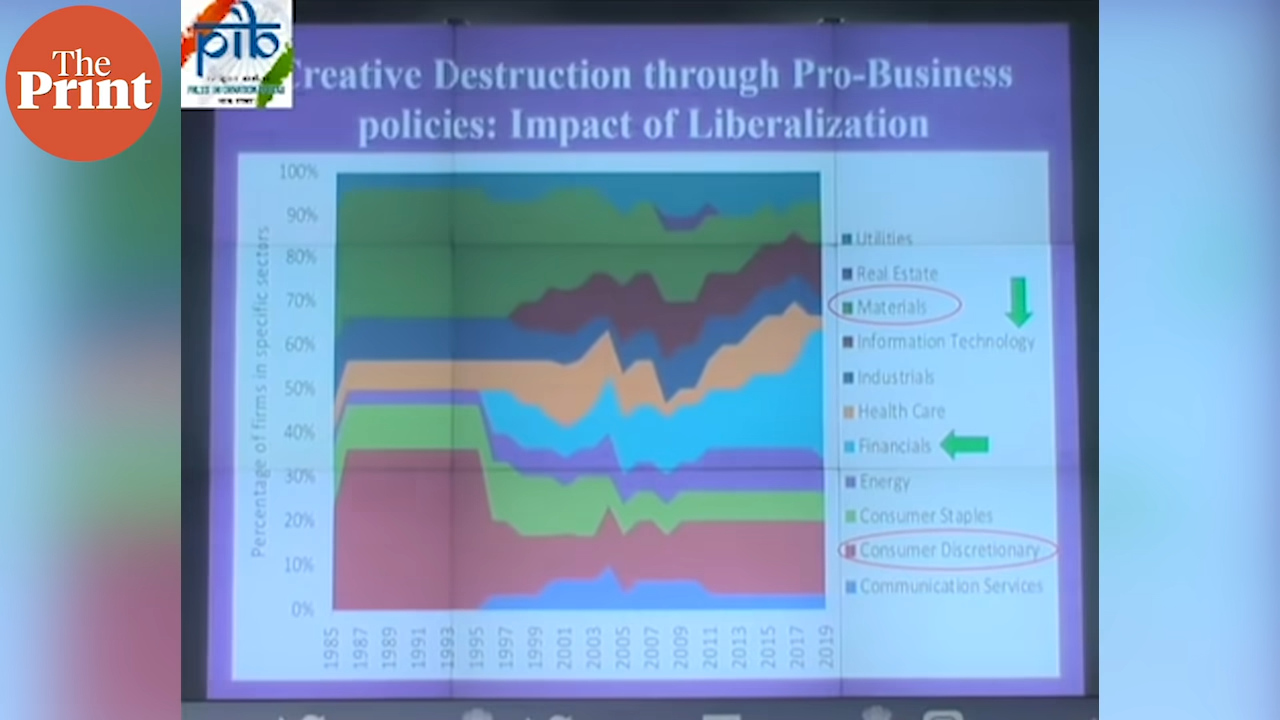 The
Print
pib
Creative Destruction through Pro-Business
policies: Impact of Liberalization
Percentage of firms in specific sectors
100%
90%
80%
70%
60%
50%
40%
30%
20%
10%
0%
1985
1987
1989
1991
1993
1995
1997
1999
2001
2003
2005
2007
2009
2011
2013
2015
2017
2019
Utilities
Real Estate
Materials
Information Technology
Industrials
Health Care
Financials
Energy
Consumer Staples
Consumer Discretionary
Communication Services